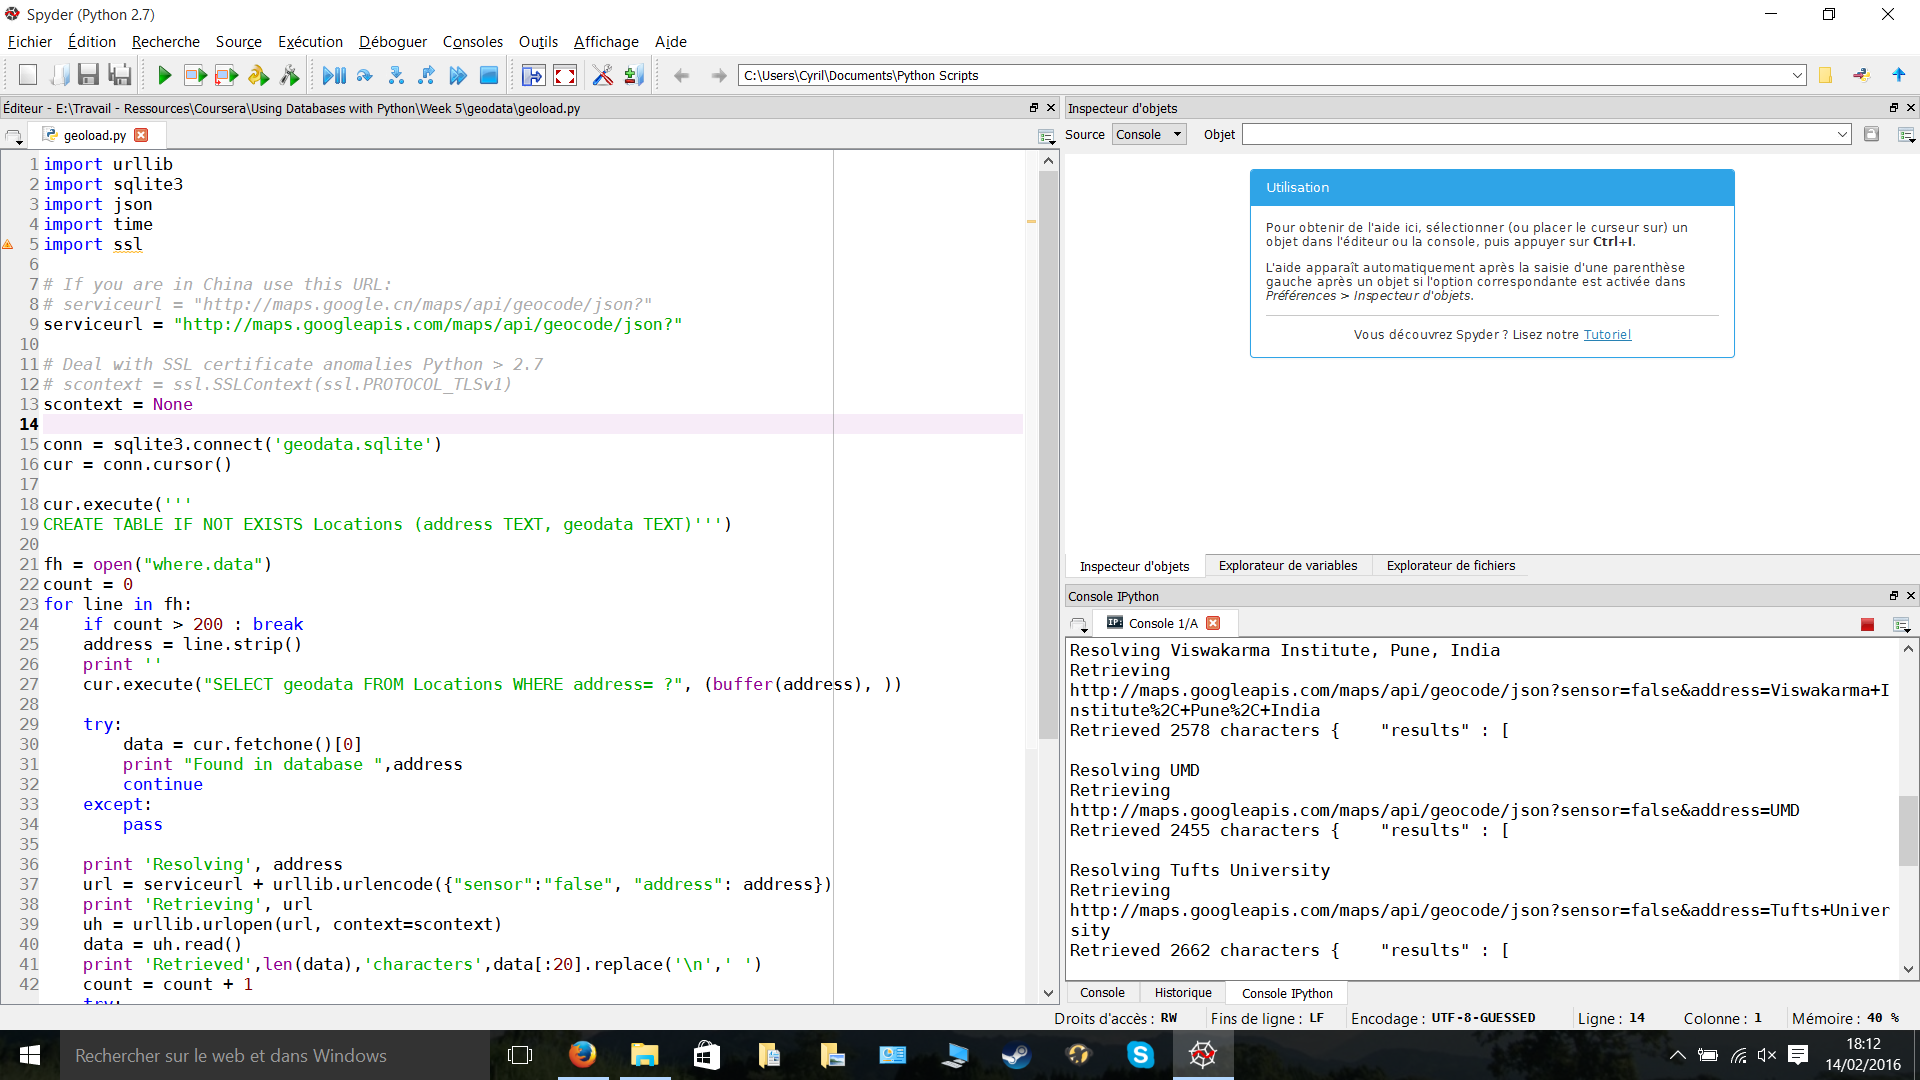 Spyder (Python 2.7)
Fichier Édition Recherche Source Exécution Déboguer Consoles Outils Affichage Aide
C:\Users\Cyril\Documents\Python Scripts
Éditeur - E:\Travail - Ressources\Coursera\Using Databases with Python\Week 5\geodata\geoload.py
geoload.py
1 import urllib
2 import sqlite3
3 import json
4 import time
5 import ssl
6
7 # If you are in China use this URL:
8 # serviceurl = "http://maps.google.cn/maps/api/geocode/json?"
9 serviceurl = "http://maps.googleapis.com/maps/api/geocode/json?"
10
11 # Deal with SSL certificate anomalies Python > 2.7
12 # scontext = ssl.SSLContext(ssl.PROTOCOL_TLSv1)
13 scontext = None
14
15 conn = sqlite3.connect('geodata.sqlite')
16 cur = conn.cursor()
17
18 cur.execute('''
19 CREATE TABLE IF NOT EXISTS Locations (address TEXT, geodata TEXT)''')
20
21 fh = open("where.data")
22 count = 0
23 for line in fh:
24     if count > 200 : break
25     address = line.strip()
26     print ''
27     cur.execute("SELECT geodata FROM Locations WHERE address= ?", (buffer(address), ))
28
29     try:
30         data = cur.fetchone()[0]
31         print "Found in database ",address
32         continue
33     except:
34         pass
35
36     print 'Resolving', address
37     url = serviceurl + urllib.urlencode({"sensor":"false", "address": address})
38     print 'Retrieving', url
39     uh = urllib.urlopen(url, context=scontext)
40     data = uh.read()
41     print 'Retrieved',len(data),'characters',data[:20].replace('\n',' ')
42     count = count + 1
try:
Inspecteur d'objets
Source Console Objet
Utilisation
Pour obtenir de l'aide ici, sélectionner (ou placer le curseur sur) un
objet dans l'éditeur ou la console, puis appuyer sur Ctrl+I.
L'aide apparaît automatiquement après la saisie d'une parenthèse
gauche après un objet si l'option correspondante est activée dans
Préférences > Inspecteur d'objets.
Vous découvrez Spyder ? Lisez notre Tutoriel
Inspecteur d'objets Explorateur de variables Explorateur de fichiers
Console IPython
IP: Console 1/A
Resolving Viswakarma Institute, Pune, India
Retrieving
http://maps.googleapis.com/maps/api/geocode/json?sensor=false&address=Viswakarma+I
nstitute%2C+Pune%2C+India
Retrieved 2578 characters {    "results" : [
Resolving UMD
Retrieving
http://maps.googleapis.com/maps/api/geocode/json?sensor=false&address=UMD
Retrieved 2455 characters {    "results" : [
Resolving Tufts University
Retrieving
http://maps.googleapis.com/maps/api/geocode/json?sensor=false&address=Tufts+Univer
sity
Retrieved 2662 characters {    "results" : [
Console Historique Console IPython
Droits d'accès : RW Fins de ligne : LF Encodage : UTF-8-GUESSED Ligne : 14 Colonne : 1 Mémoire : 40 %
Rechercher sur le web et dans Windows
18:12
14/02/2016